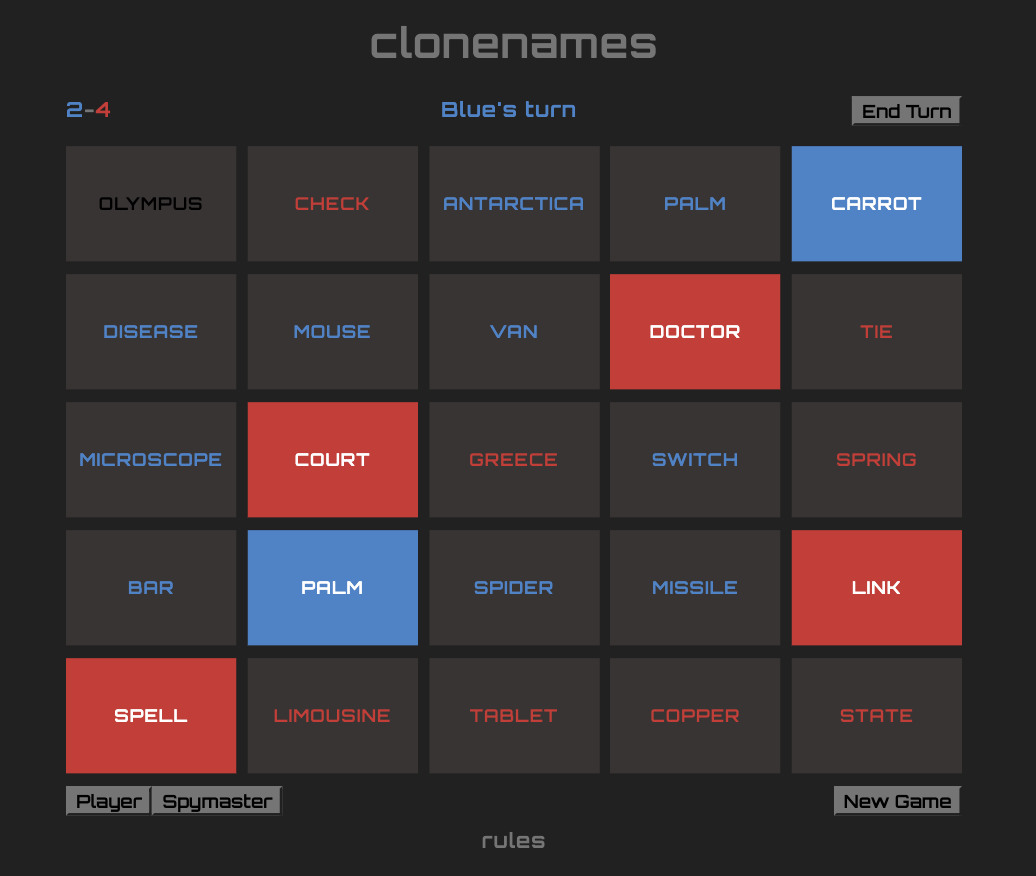 clonenames
2-4 Blue's turn End Turn
OLYMPUS CHECK ANTARCTICA PALM CARROT
DISEASE MOUSE VAN DOCTOR TIE
MICROSCOPE COURT GREECE SWITCH SPRING
BAR PALM SPIDER MISSILE LINK
SPELL LIMOUSINE TABLET COPPER STATE
Player Spymaster New Game
rules